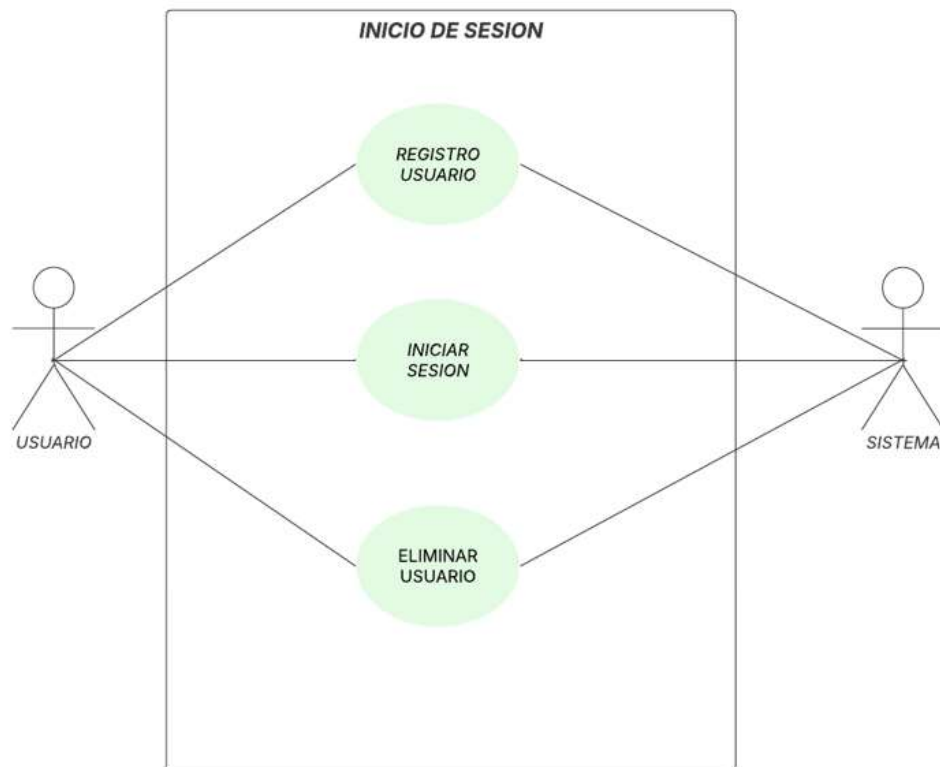 INICIO DE SESION
REGISTRO
USUARIO
INICIAR
SESION
USUARIO
SISTEMA
ELIMINAR
USUARIO